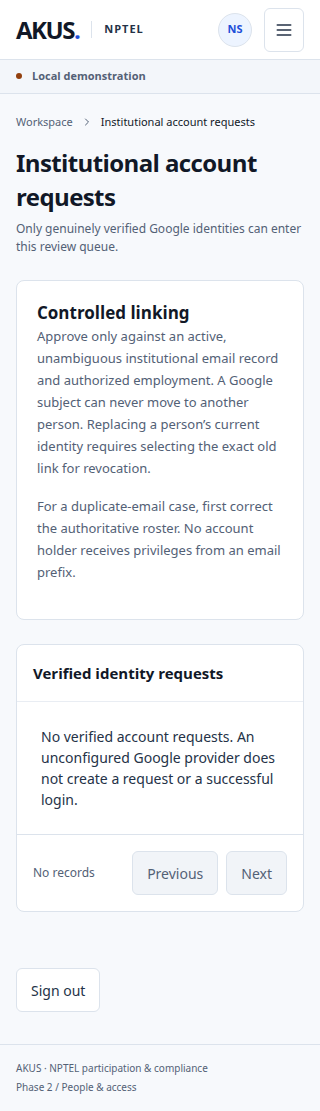 AKUS. NPTEL NS
Local demonstration
Workspace > Institutional account requests
Institutional account
requests
Only genuinely verified Google identities can enter
this review queue.
Controlled linking
Approve only against an active,
unambiguous institutional email record
and authorized employment. A Google
subject can never move to another
person. Replacing a person’s current
identity requires selecting the exact old
link for revocation.
For a duplicate-email case, first correct
the authoritative roster. No account
holder receives privileges from an email
prefix.
Verified identity requests
No verified account requests. An
unconfigured Google provider does
not create a request or a successful
login.
No records Previous Next
Sign out
AKUS · NPTEL participation & compliance
Phase 2 / People & access